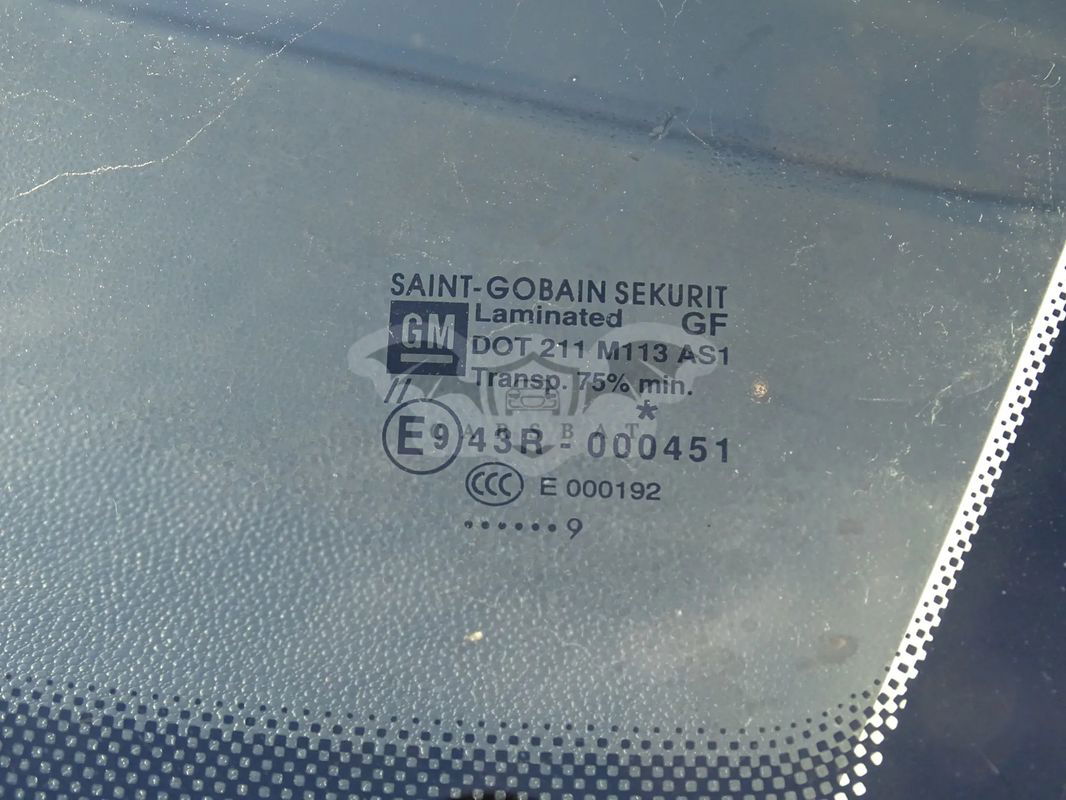 SAINT-GOBAIN SEKURIT
GM
Laminated GF
DOT 211 M113 AS1
Transp. 75% min.
//
*
E9 43R - 000451
CARSBAT
CCC E 000192
......9